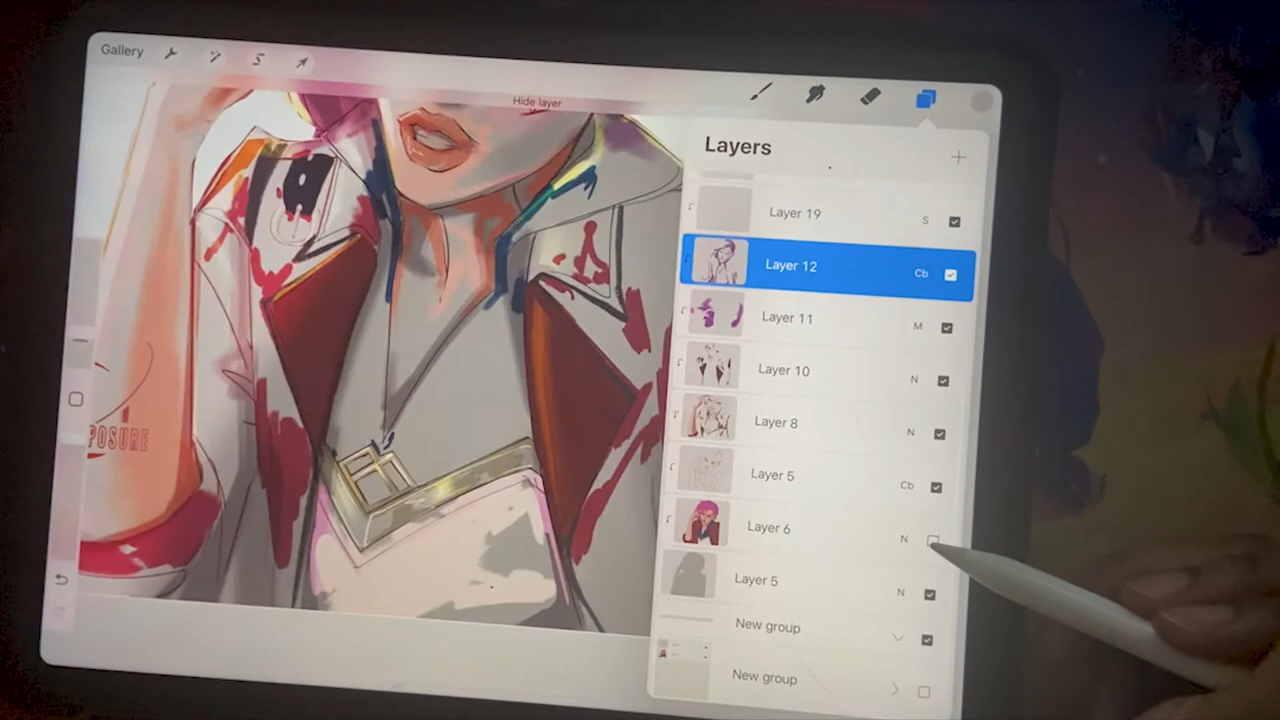 Gallery
Hide layer
Layers
Layer 19 S
Layer 12 Cb
Layer 11 M
Layer 10 N
Layer 8 N
Layer 5 Cb
Layer 6 N
Layer 5 N
New group
New group
POSURE